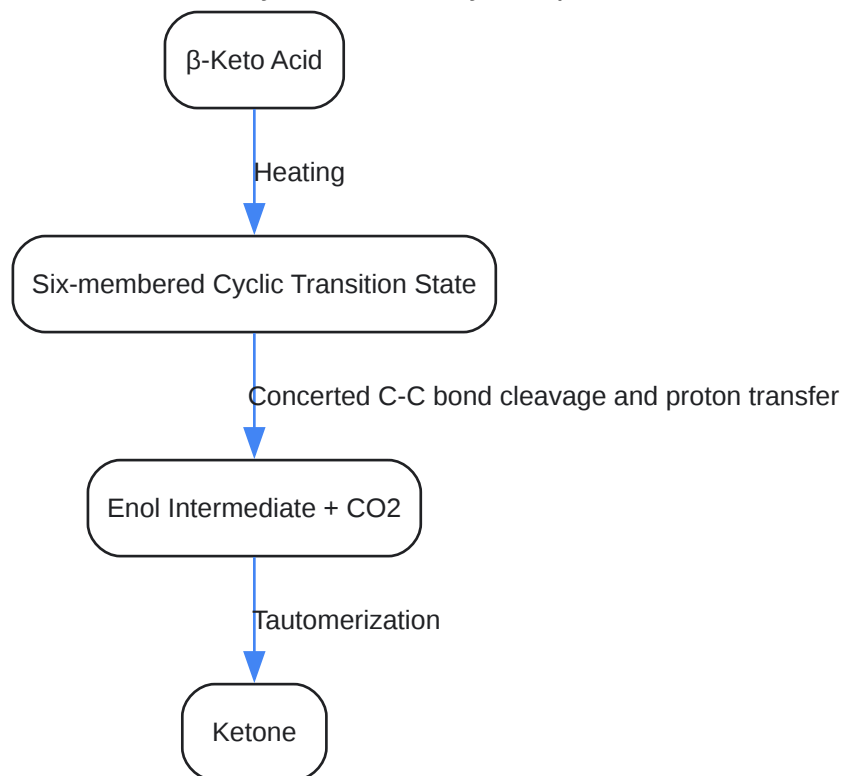 β-Keto Acid
Heating
Six-membered Cyclic Transition State
Concerted C-C bond cleavage and proton transfer
Enol Intermediate + CO2
Tautomerization
Ketone